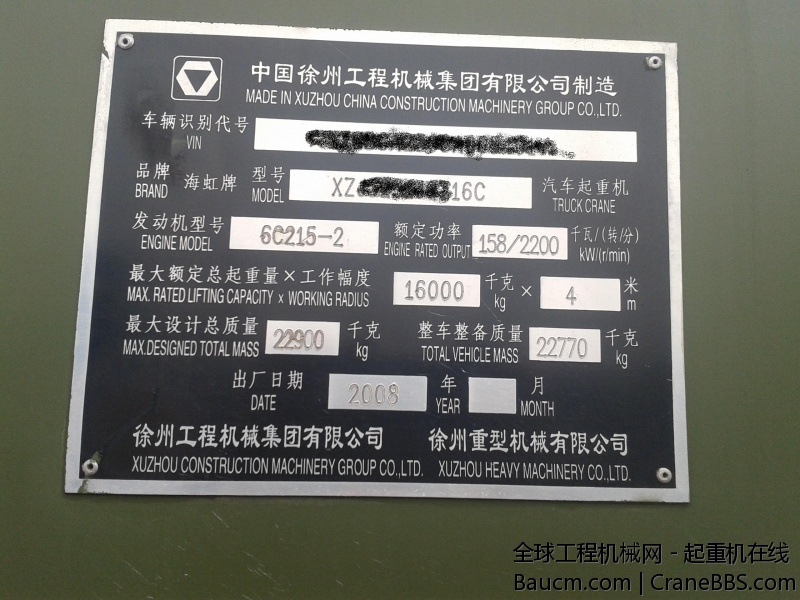 中国徐州工程机械集团有限公司制造
MADE IN XUZHOU CHINA CONSTRUCTION MACHINERY GROUP CO.,LTD.
车辆识别代号
VIN
品牌 海虹牌 型号 XZ 16C 汽车起重机
BRAND MODEL TRUCK CRANE
发动机型号 6C215-2 额定功率 158/2200 千瓦/(转/分)
ENGINE MODEL ENGINE RATED OUTPUT kW/(r/min)
最大额定总起重量×工作幅度 16000 千克 × 4 米
MAX. RATED LIFTING CAPACITY x WORKING RADIUS kg m
最大设计总质量 22900 千克 整车整备质量 22770 千克
MAX.DESIGNED TOTAL MASS kg TOTAL VEHICLE MASS kg
出厂日期 2008 年 月
DATE YEAR MONTH
徐州工程机械集团有限公司 徐州重型机械有限公司
XUZHOU CONSTRUCTION MACHINERY GROUP CO.,LTD. XUZHOU HEAVY MACHINERY CO.,LTD.
全球工程机械网 - 起重机在线
Baucm.com | CraneBBS.com